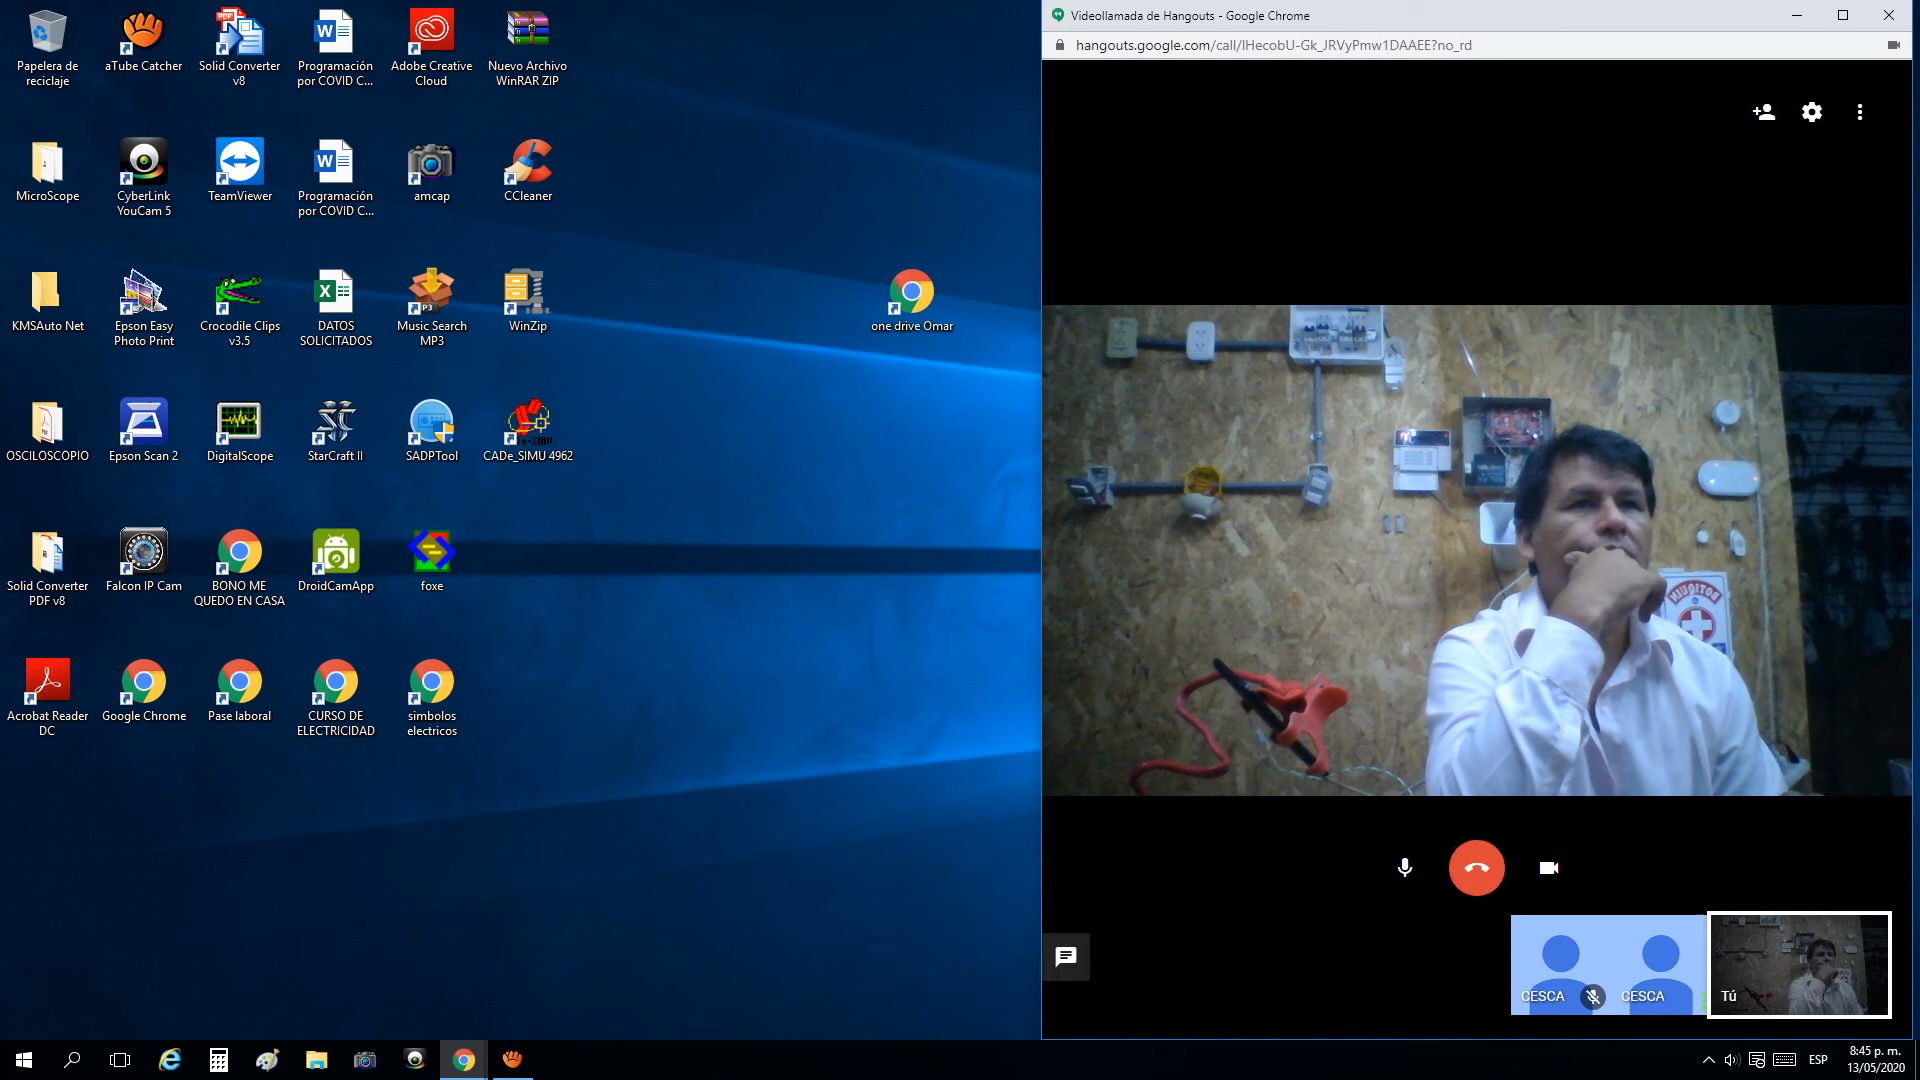 Papelera de
reciclaje
aTube Catcher
Solid Converter
v8
Programación
por COVID C...
Adobe Creative
Cloud
Nuevo Archivo
WinRAR ZIP
MicroScope
CyberLink
YouCam 5
TeamViewer
Programación
por COVID C...
amcap
CCleaner
KMSAuto Net
Epson Easy
Photo Print
Crocodile Clips
v3.5
DATOS
SOLICITADOS
Music Search
MP3
WinZip
one drive Omar
OSCILOSCOPIO
Epson Scan 2
DigitalScope
StarCraft II
SADPTool
CADe_SIMU 4962
Solid Converter
PDF v8
Falcon IP Cam
BONO ME
QUEDO EN CASA
DroidCamApp
foxe
Acrobat Reader
DC
Google Chrome
Pase laboral
CURSO DE
ELECTRICIDAD
simbolos
electricos
Videollamada de Hangouts - Google Chrome
hangouts.google.com/call/lHecobU-Gk_JRVyPmw1DAAEE?no_rd
BOTIQUIN
CESCA
CESCA
Tú
ESP
8:45 p. m.
13/05/2020